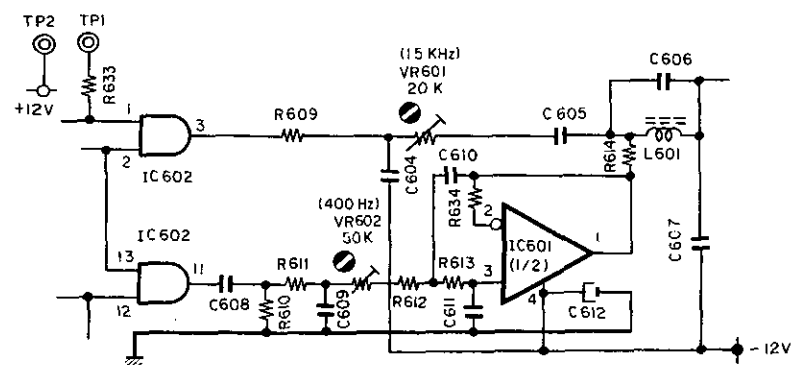 TP2 TP1
R633
+12V
1
2
3
IC602
R609
(15 KHz)
VR601
20 K
C604
C605
C606
R614
L601
C607
C610
R634
2
IC601
(1/2)
1
3
4
C612
(400 Hz)
VR602
50K
IC602
13
12
11
C608
R610
R611
C609
R612
R613
C611
-12V